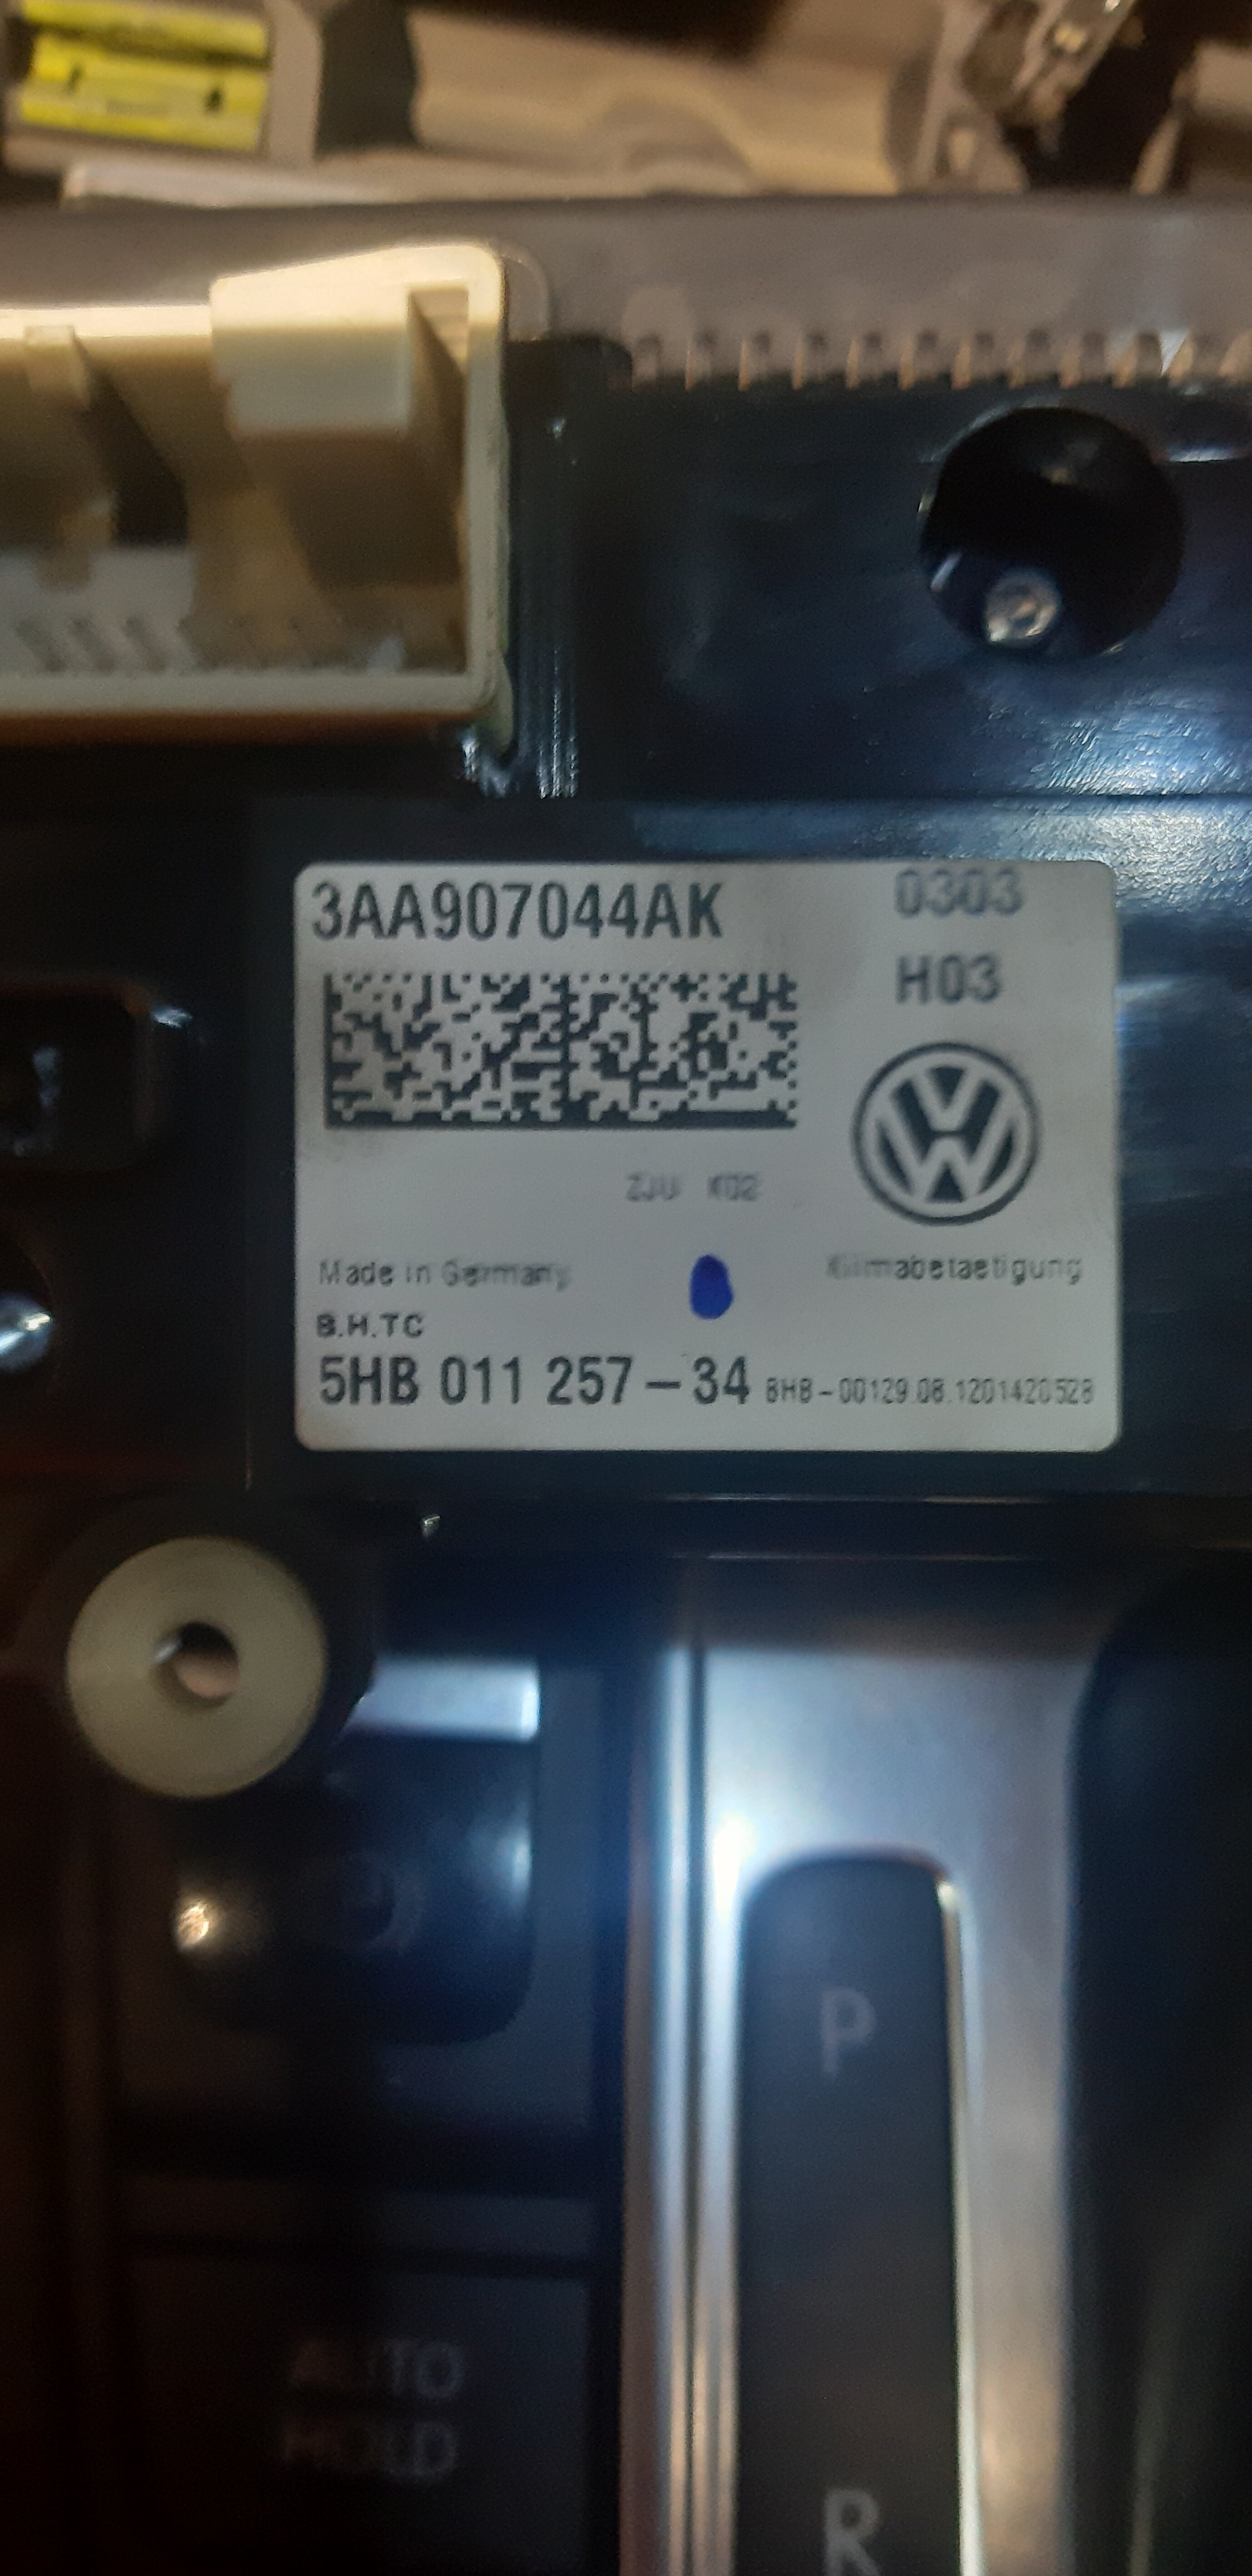 3AA907044AK
0303
H03
ZJU K02
Made in Germany
Klimabetaetigung
B.H.TC
5HB 011 257-34 BHB-00129.08.1201420528
P
AUTO
HOLD
R